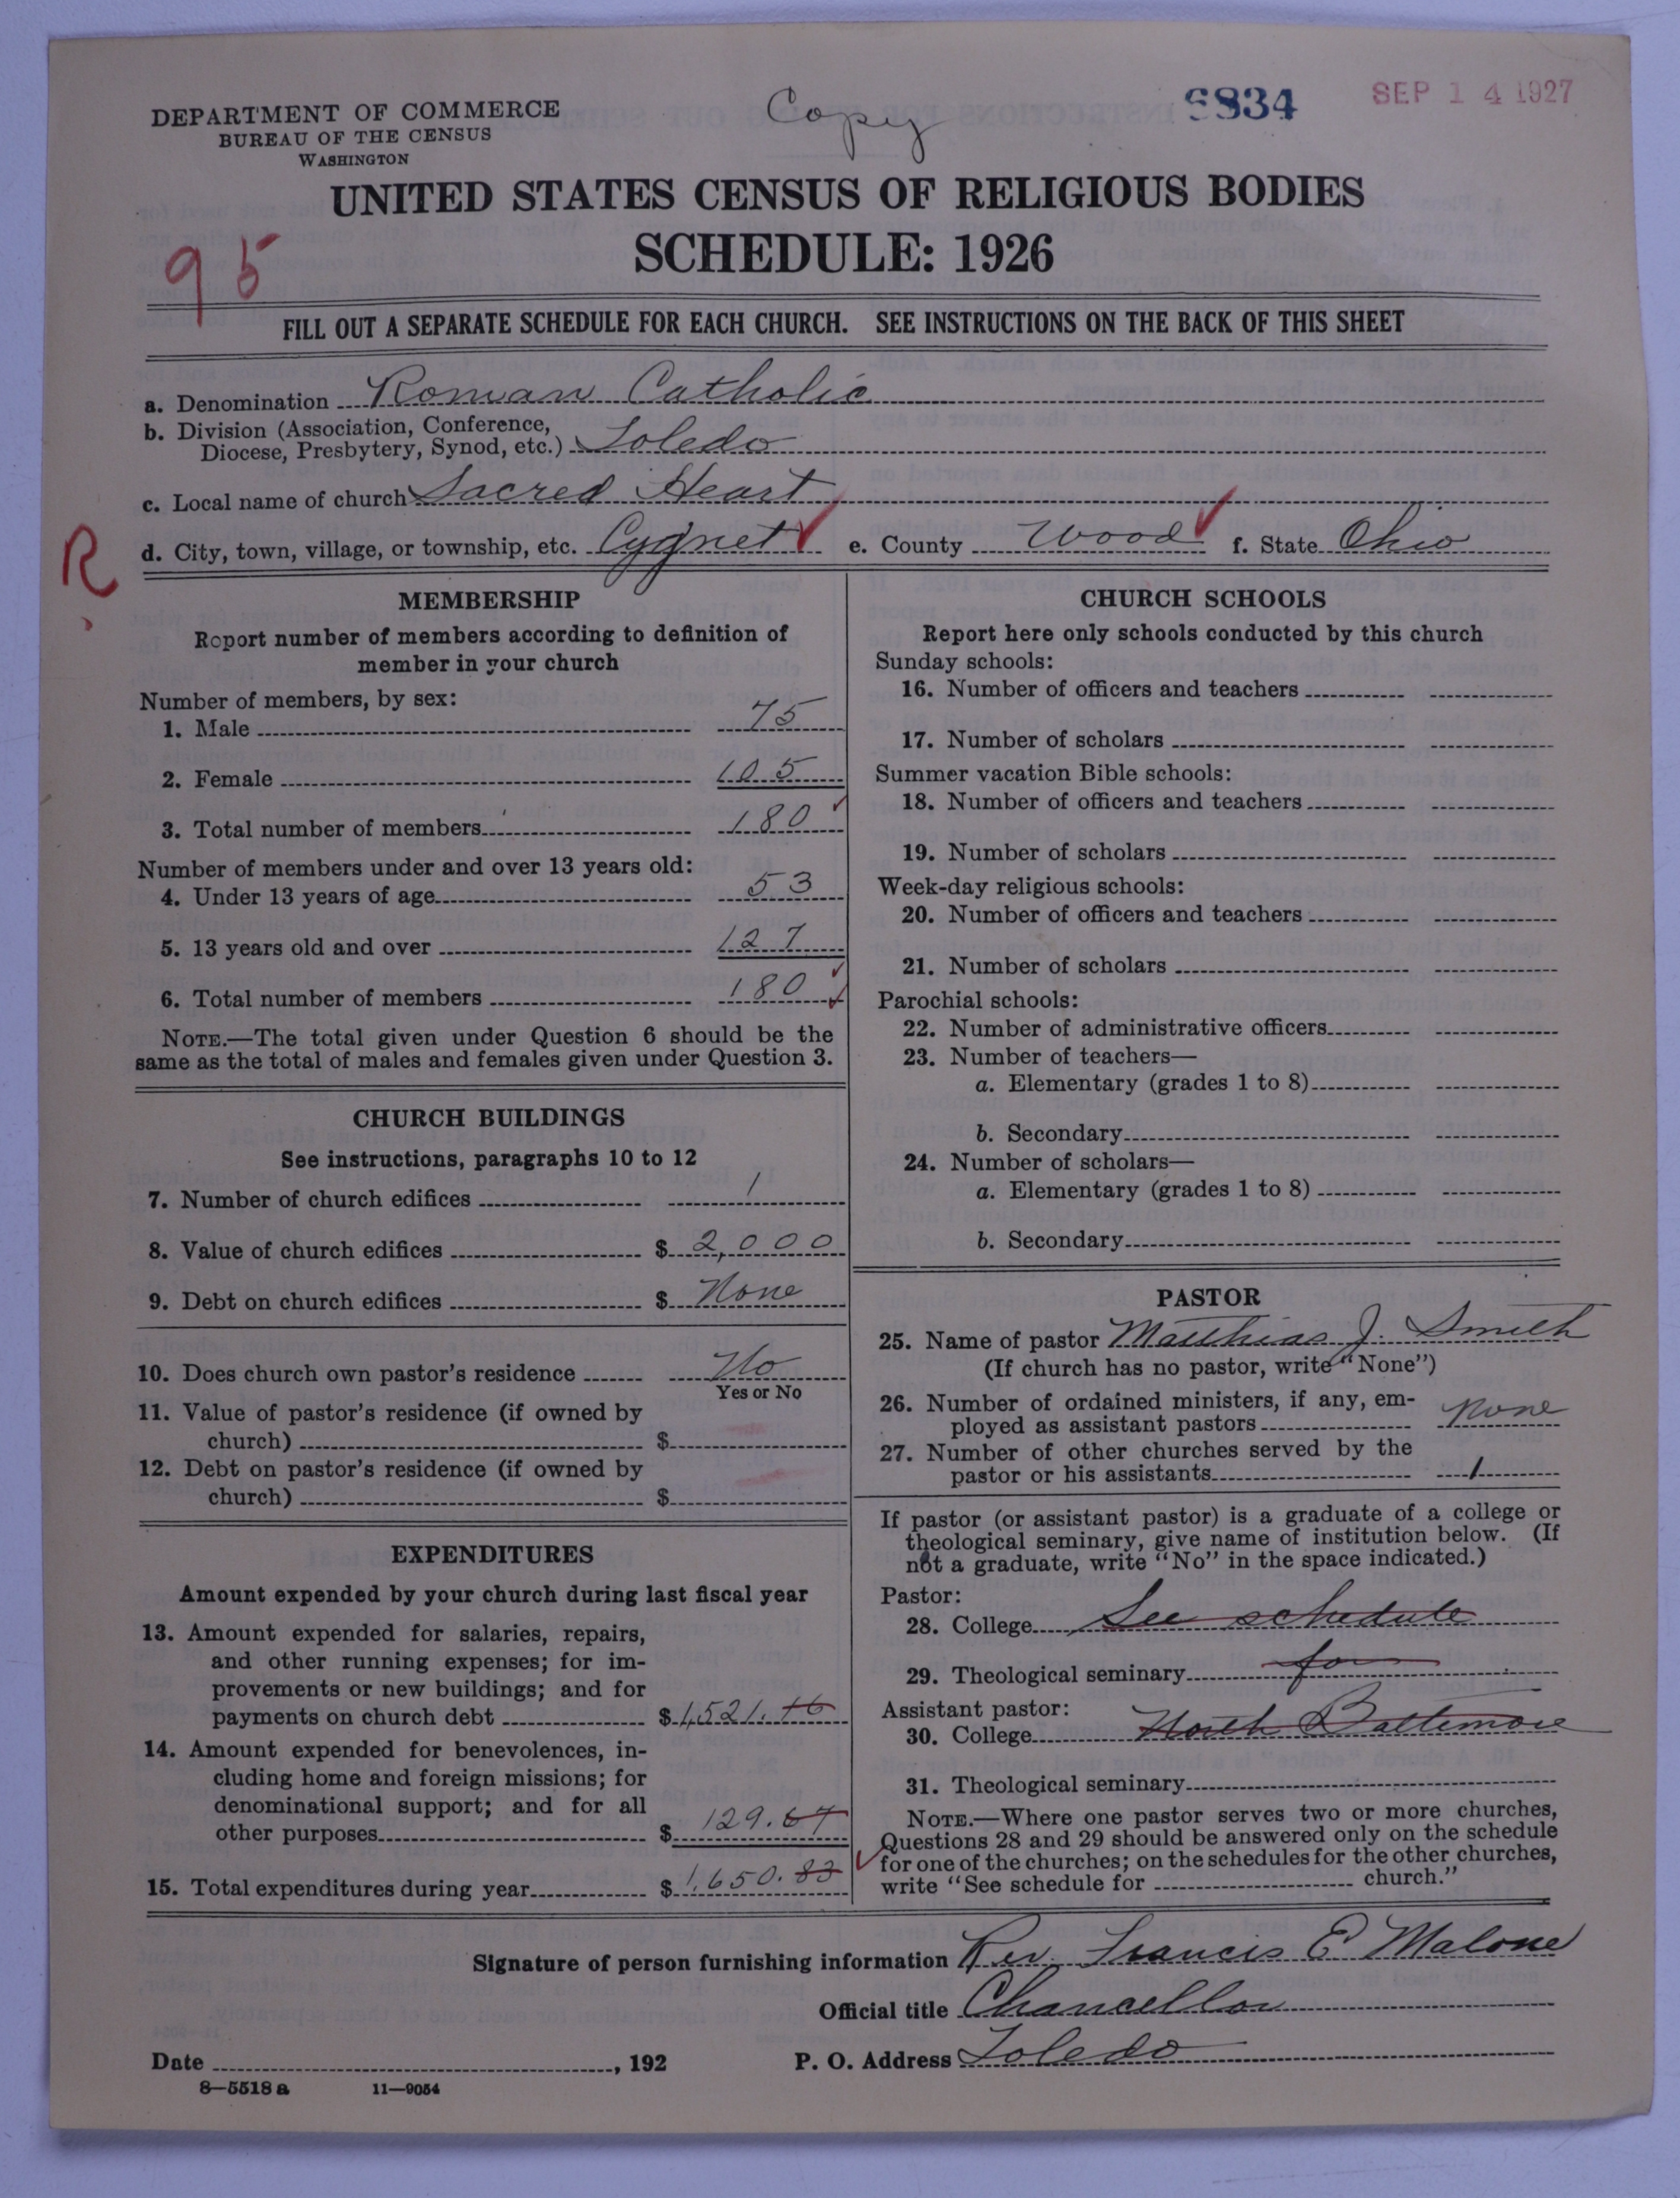 DEPARTMENT OF COMMERCE
BUREAU OF THE CENSUS
WASHINGTON
Copy
6834
SEP 14 1927
UNITED STATES CENSUS OF RELIGIOUS BODIES
SCHEDULE: 1926
95
FILL OUT A SEPARATE SCHEDULE FOR EACH CHURCH. SEE INSTRUCTIONS ON THE BACK OF THIS SHEET
a. Denomination Roman Catholic
b. Division (Association, Conference,
Diocese, Presbytery, Synod, etc.) Toledo
c. Local name of church Sacred Heart
R
d. City, town, village, or township, etc. Cygnet e. County Wood f. State Ohio
MEMBERSHIP
Report number of members according to definition of
member in your church
Number of members, by sex:
1. Male 75
2. Female 105
3. Total number of members 180
Number of members under and over 13 years old:
4. Under 13 years of age 53
5. 13 years old and over 127
6. Total number of members 180
NOTE.—The total given under Question 6 should be the
same as the total of males and females given under Question 3.
CHURCH BUILDINGS
See instructions, paragraphs 10 to 12
7. Number of church edifices 1
8. Value of church edifices $ 2,000
9. Debt on church edifices $ None
10. Does church own pastor's residence No
Yes or No
11. Value of pastor's residence (if owned by
church) $
12. Debt on pastor's residence (if owned by
church) $
EXPENDITURES
Amount expended by your church during last fiscal year
13. Amount expended for salaries, repairs,
and other running expenses; for im-
provements or new buildings; and for
payments on church debt $ 1,521.16
14. Amount expended for benevolences, in-
cluding home and foreign missions; for
denominational support; and for all
other purposes $ 129.67
15. Total expenditures during year $ 1,650.83
CHURCH SCHOOLS
Report here only schools conducted by this church
Sunday schools:
16. Number of officers and teachers
17. Number of scholars
Summer vacation Bible schools:
18. Number of officers and teachers
19. Number of scholars
Week-day religious schools:
20. Number of officers and teachers
21. Number of scholars
Parochial schools:
22. Number of administrative officers
23. Number of teachers—
a. Elementary (grades 1 to 8)
b. Secondary
24. Number of scholars—
a. Elementary (grades 1 to 8)
b. Secondary
PASTOR
25. Name of pastor Matthias J. Smith
(If church has no pastor, write "None")
26. Number of ordained ministers, if any, em-
ployed as assistant pastors none
27. Number of other churches served by the
pastor or his assistants 1
If pastor (or assistant pastor) is a graduate of a college or
theological seminary, give name of institution below. (If
not a graduate, write "No" in the space indicated.)
Pastor:
28. College See schedule
29. Theological seminary for
Assistant pastor:
30. College North Baltimore
31. Theological seminary
NOTE.—Where one pastor serves two or more churches,
Questions 28 and 29 should be answered only on the schedule
for one of the churches; on the schedules for the other churches,
write "See schedule for church."
Signature of person furnishing information Rev. Francis E Malone
Official title Chancellor
Date , 192 P. O. Address Toledo
8—5518 a 11—9054